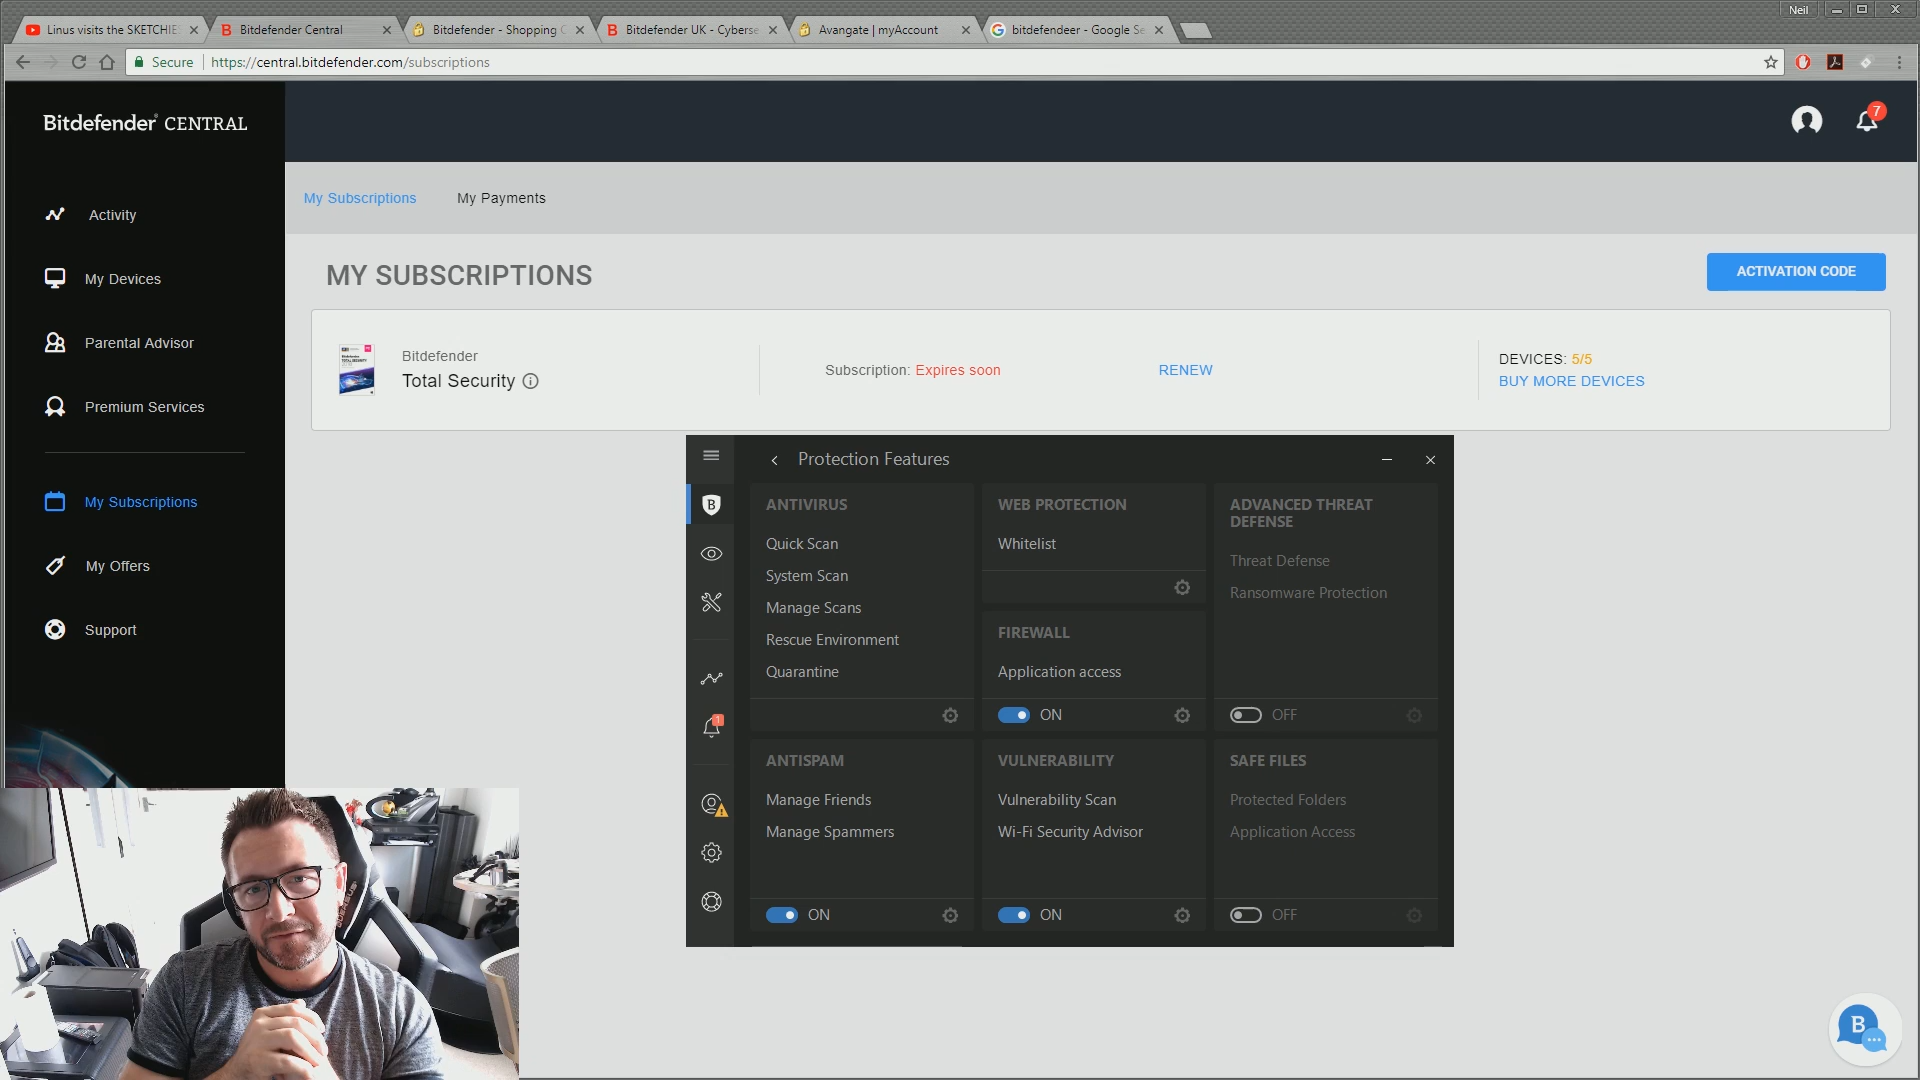 Neil
Linus visits the SKETCHIE
Bitdefender Central
Bitdefender - Shopping C
Bitdefender UK - Cyberse
Avangate | myAccount
bitdefendeer - Google Se
Secure
https://central.bitdefender.com/subscriptions
Bitdefender CENTRAL
7
Activity
My Devices
Parental Advisor
Premium Services
My Subscriptions
My Offers
Support
My Subscriptions
My Payments
MY SUBSCRIPTIONS
ACTIVATION CODE
Bitdefender
Total Security
Subscription: Expires soon
RENEW
DEVICES: 5/5
BUY MORE DEVICES
Protection Features
B
1
ANTIVIRUS
Quick Scan
System Scan
Manage Scans
Rescue Environment
Quarantine
WEB PROTECTION
Whitelist
FIREWALL
Application access
ON
ADVANCED THREAT
DEFENSE
Threat Defense
Ransomware Protection
OFF
ANTISPAM
Manage Friends
Manage Spammers
ON
VULNERABILITY
Vulnerability Scan
Wi-Fi Security Advisor
ON
SAFE FILES
Protected Folders
Application Access
OFF
B